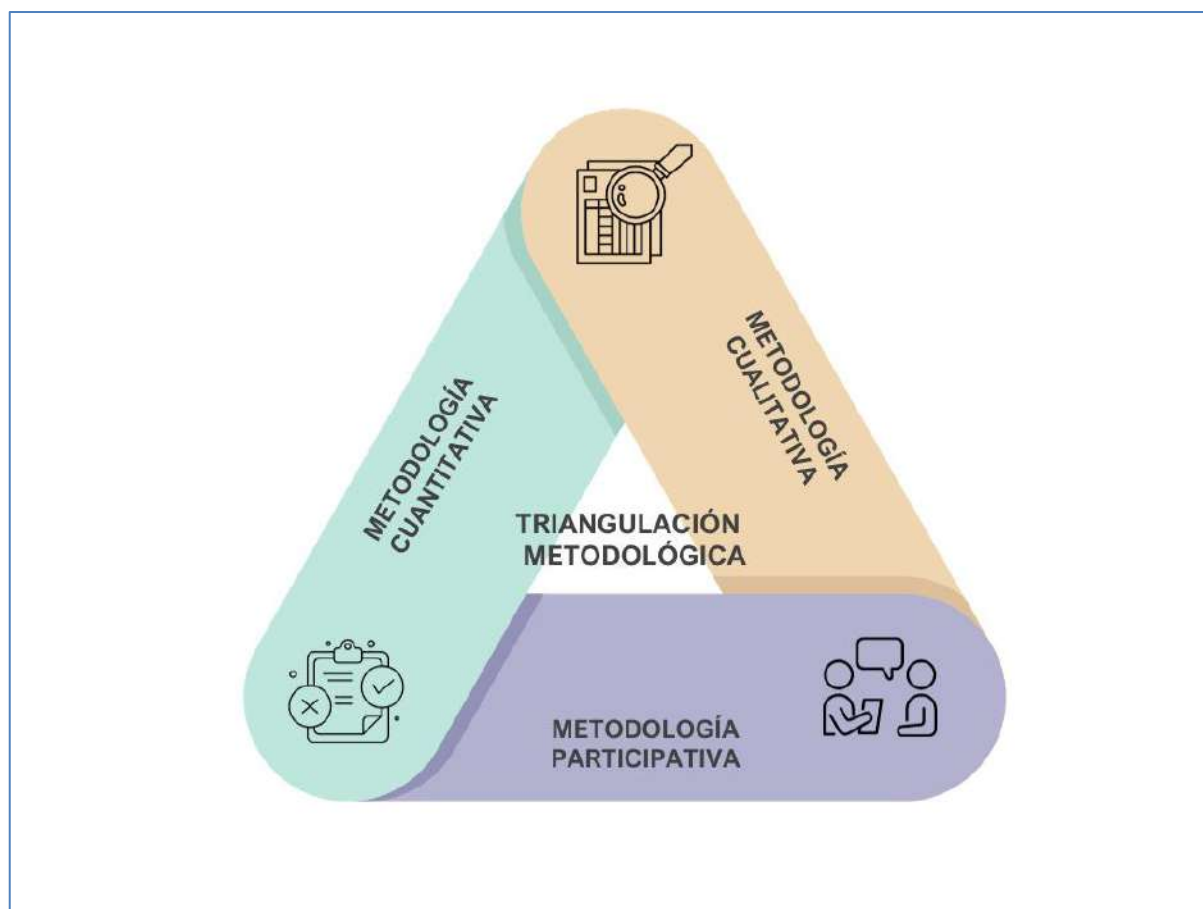 METODOLOGÍA
CUALITATIVA
METODOLOGÍA
CUANTITATIVA
TRIANGULACIÓN
METODOLÓGICA
METODOLOGÍA
PARTICIPATIVA